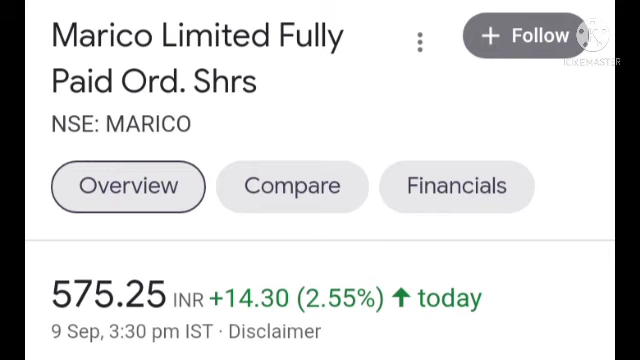 Marico Limited Fully
Paid Ord. Shrs
+ Follow
KINEMASTER
NSE: MARICO
Overview
Compare
Financials
575.25 INR +14.30 (2.55%) ↑ today
9 Sep, 3:30 pm IST · Disclaimer